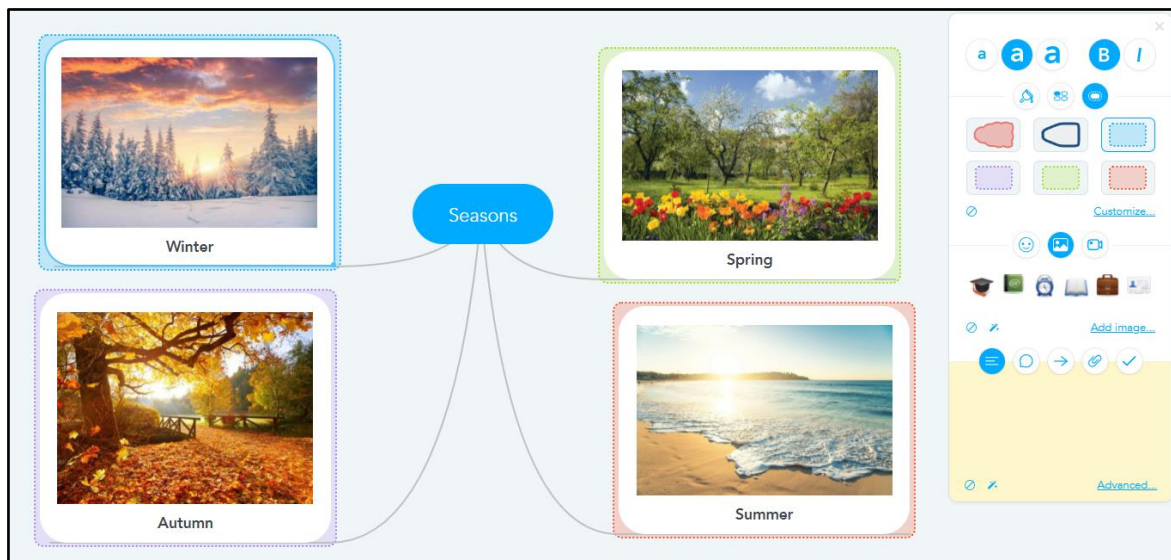 a a a B I
Seasons
Winter
Spring
Customize...
Add image...
Autumn
Summer
Advanced...